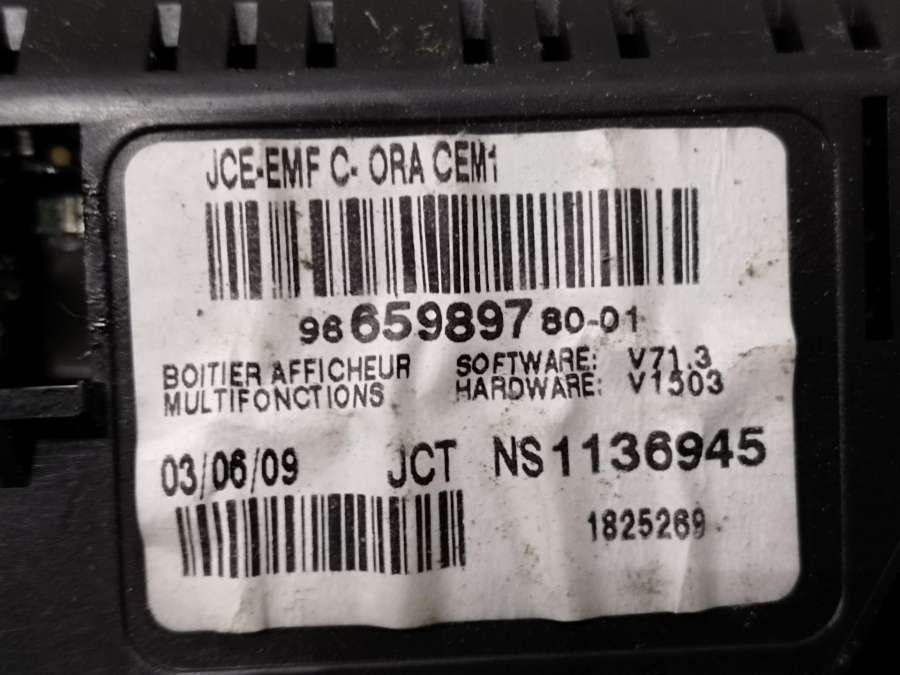 JCE-EMF C- ORA CEM1
9865989780-01
BOITIER AFFICHEUR
MULTIFONCTIONS
SOFTWARE: V71.3
HARDWARE: V1503
03/06/09 JCT NS1136945
1825269